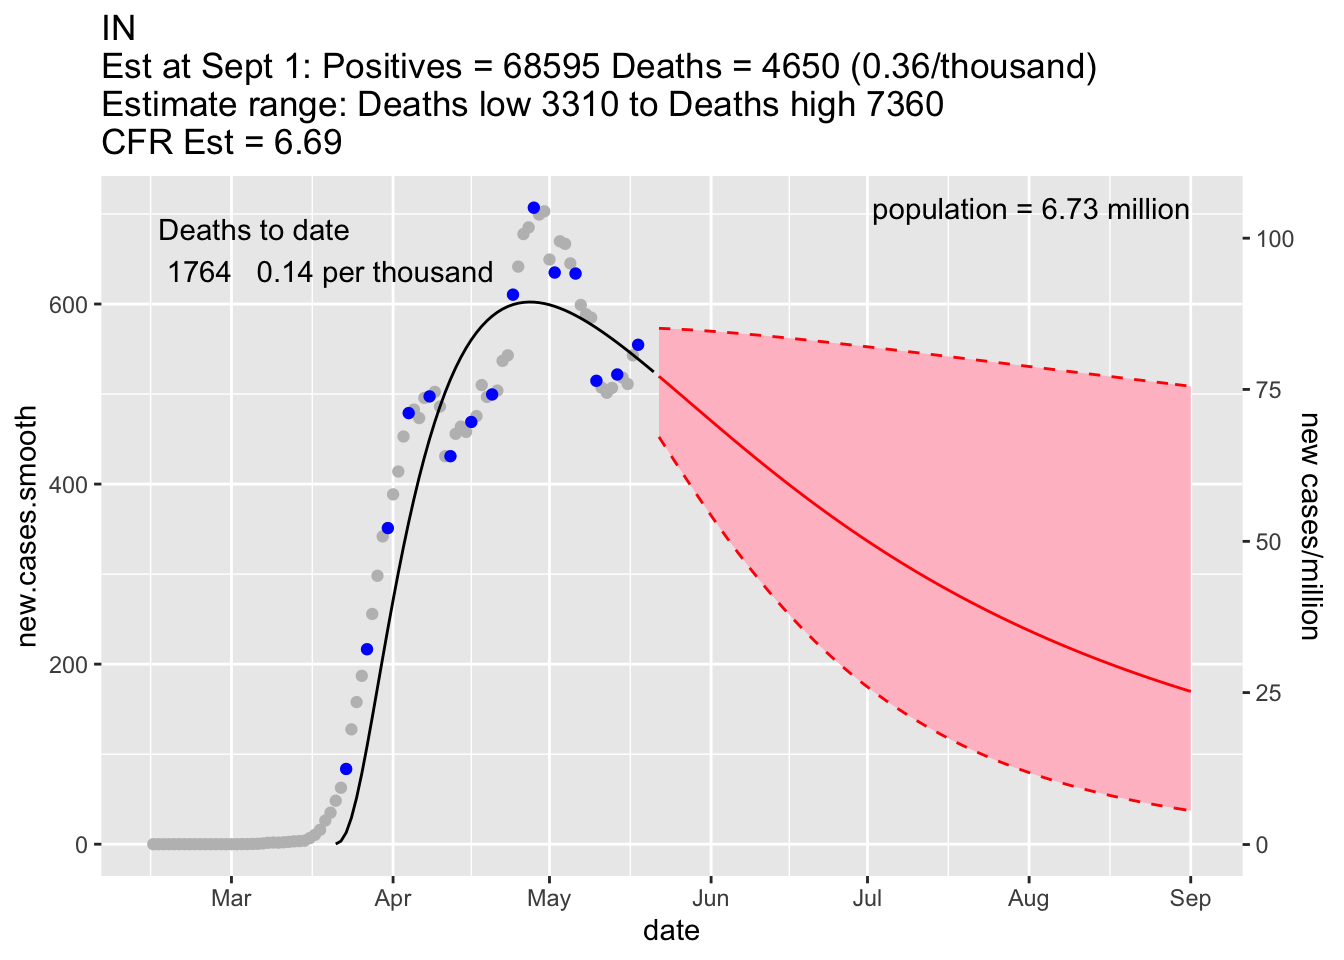 IN
Est at Sept 1: Positives = 68595 Deaths = 4650 (0.36/thousand)
Estimate range: Deaths low 3310 to Deaths high 7360
CFR Est = 6.69
Deaths to date
1764 0.14 per thousand
population = 6.73 million
new.cases.smooth
600
400
200
0
100
75
50
25
0
new cases/million
Mar
Apr
May
Jun
Jul
Aug
Sep
date